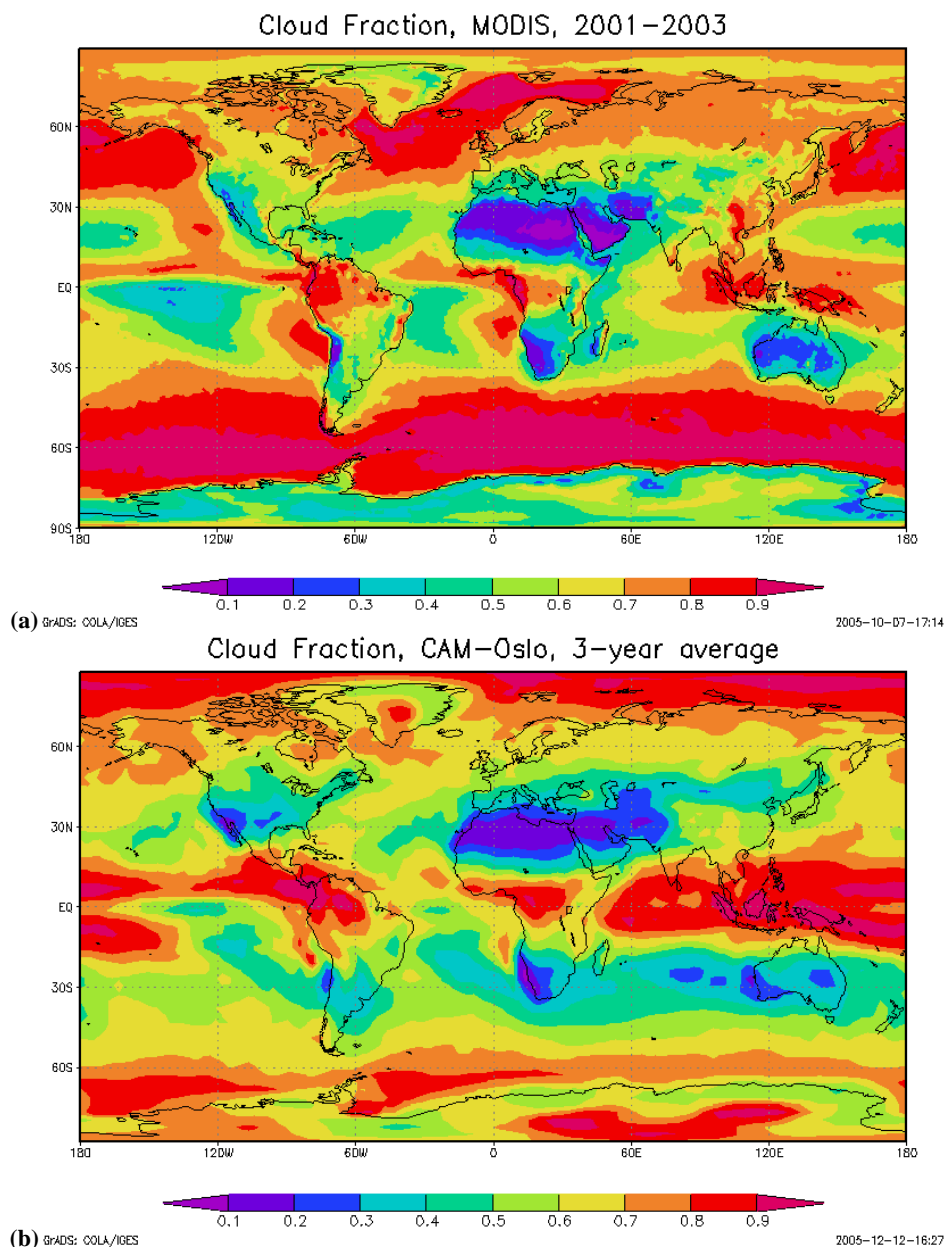 Cloud Fraction, MODIS, 2001-2003
60N
30N
EQ
30S
60S
90S
180 120W 60W 0 60E 120E 180
0.1 0.2 0.3 0.4 0.5 0.6 0.7 0.8 0.9
(a) GrADS: COLA/IGES 2005-10-07-17:14
Cloud Fraction, CAM-Oslo, 3-year average
60N
30N
EQ
30S
60S
180 120W 60W 0 60E 120E 180
0.1 0.2 0.3 0.4 0.5 0.6 0.7 0.8 0.9
(b) GrADS: COLA/IGES 2005-12-12-16:27